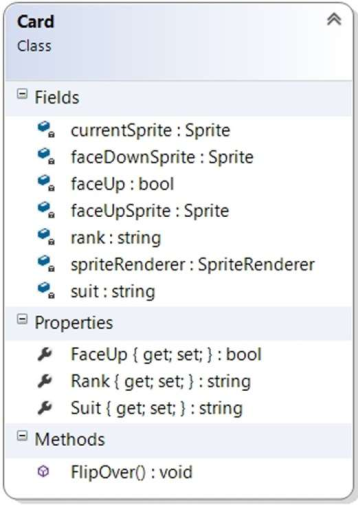 Card
Class
Fields
currentSprite : Sprite
faceDownSprite : Sprite
faceUp : bool
faceUpSprite : Sprite
rank : string
spriteRenderer : SpriteRenderer
suit : string
Properties
FaceUp { get; set; } : bool
Rank { get; set; } : string
Suit { get; set; } : string
Methods
FlipOver() : void